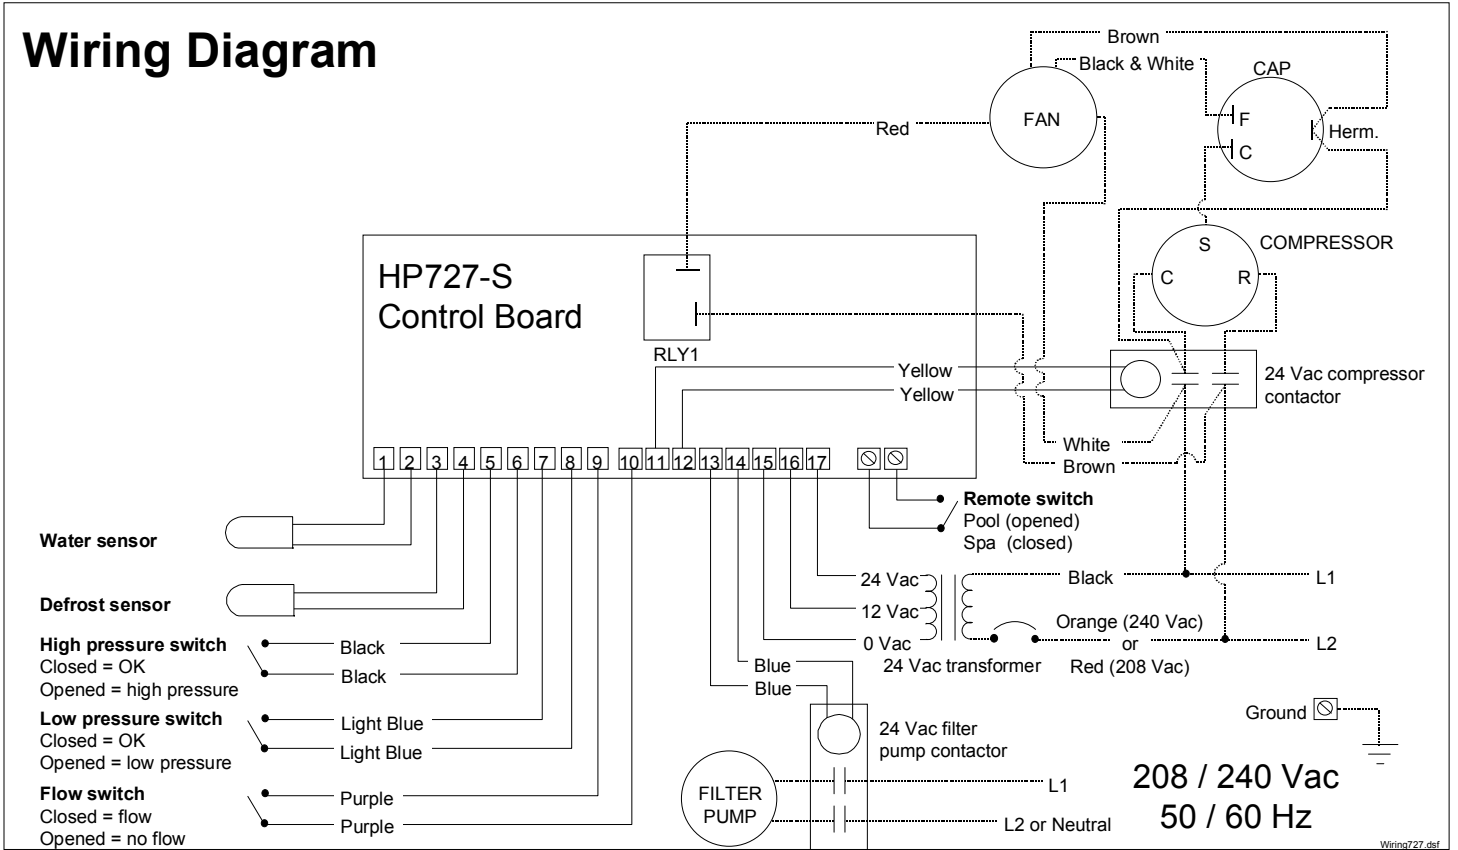 Wiring Diagram
Brown
Black & White
CAP
FAN
F
Red
Herm.
C
S
COMPRESSOR
C
R
HP727-S
Control Board
RLY1
Yellow
Yellow
24 Vac compressor
contactor
White
Brown
1 2 3 4 5 6 7 8 9 10 11 12 13 14 15 16 17
Remote switch
Pool (opened)
Spa (closed)
Water sensor
24 Vac
Black
L1
12 Vac
Defrost sensor
Orange (240 Vac)
0 Vac
or
L2
24 Vac transformer
Red (208 Vac)
High pressure switch
Closed = OK
Opened = high pressure
Black
Black
Blue
Blue
Low pressure switch
Closed = OK
Opened = low pressure
Light Blue
Light Blue
24 Vac filter
pump contactor
Ground
Flow switch
Closed = flow
Opened = no flow
Purple
Purple
FILTER
PUMP
L1
L2 or Neutral
208 / 240 Vac
50 / 60 Hz
Wiring727.dsf